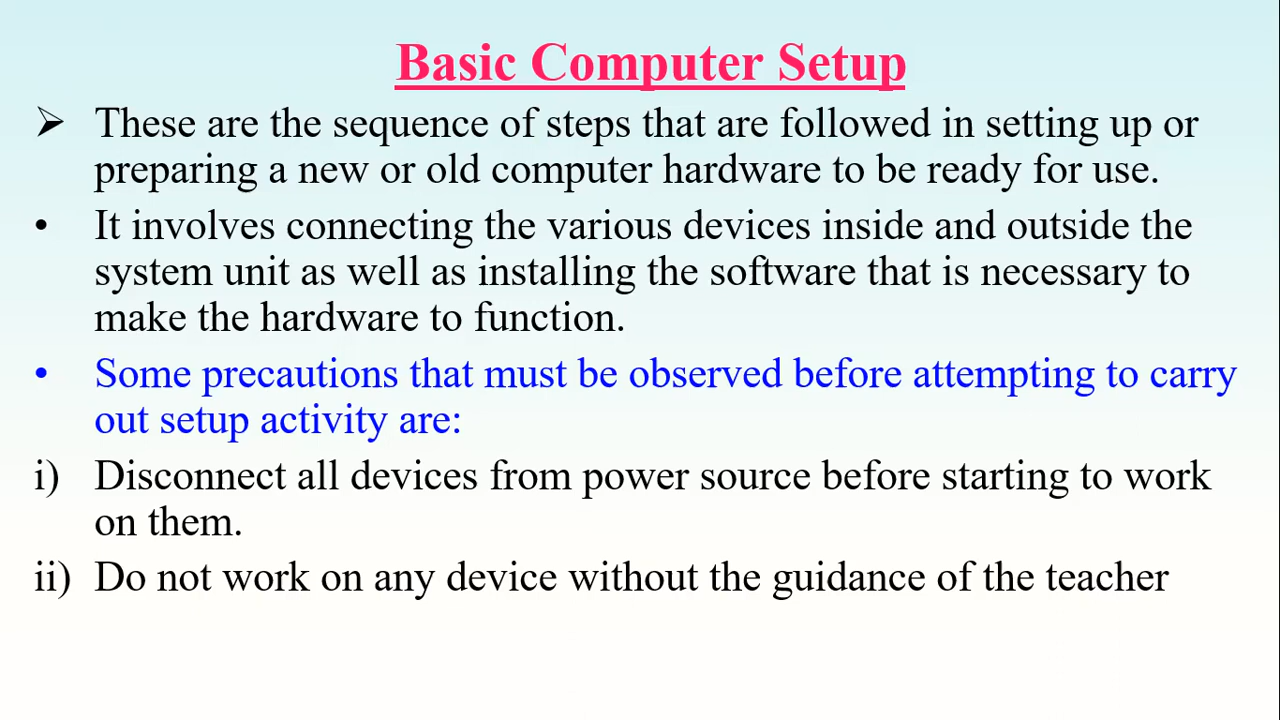 Basic Computer Setup
➢ These are the sequence of steps that are followed in setting up or
preparing a new or old computer hardware to be ready for use.
• It involves connecting the various devices inside and outside the
system unit as well as installing the software that is necessary to
make the hardware to function.
• Some precautions that must be observed before attempting to carry
out setup activity are:
i) Disconnect all devices from power source before starting to work
on them.
ii) Do not work on any device without the guidance of the teacher